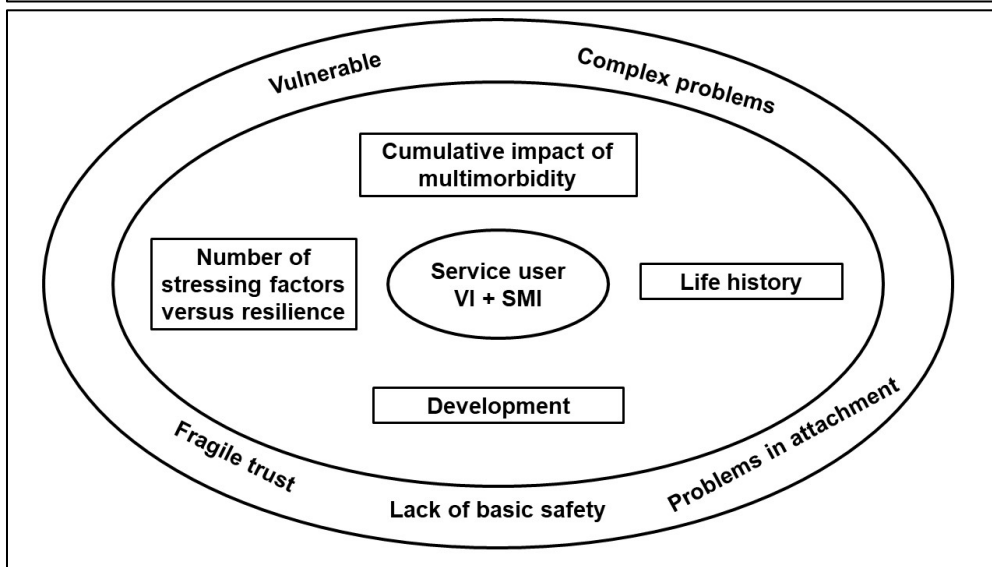 Vulnerable
Complex problems
Cumulative impact of
multimorbidity
Number of
stressing factors
versus resilience
Service user
VI + SMI
Life history
Development
Fragile trust
Lack of basic safety
Problems in attachment